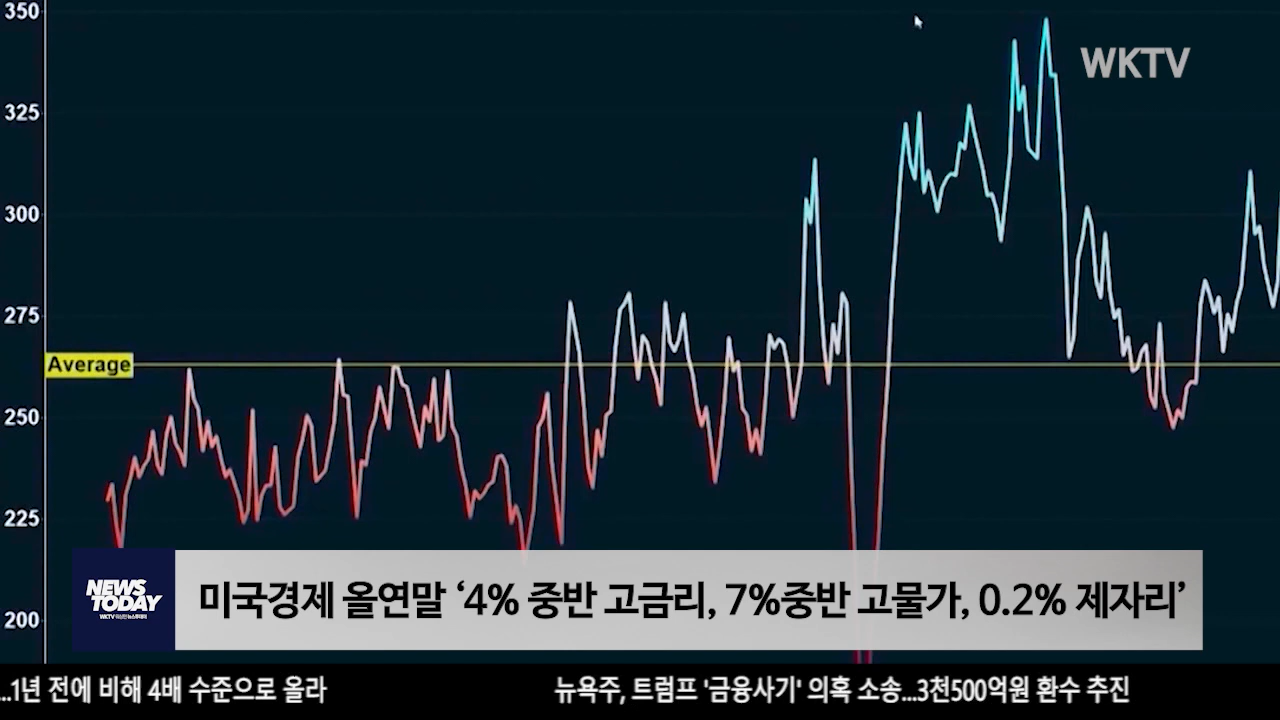 350
WKTV
325
300
275
Average
250
225
200
NEWS
TODAY
미국경제 올연말 ‘4% 중반 고금리, 7%중반 고물가, 0.2% 제자리’
...1년 전에 비해 4배 수준으로 올라
뉴욕주, 트럼프 '금융사기' 의혹 소송...3천500억원 환수 추진